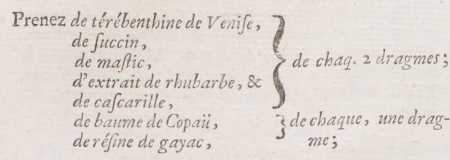 Prenez de térébenthine de Veniſe,
de ſuccin,
de maſtic,
de chaq. 2 dragmes;
d'extrait de rhubarbe, &
de caſcarille,
de baume de Copaü, de chaque, une drag-
de réſine de gayac, me;